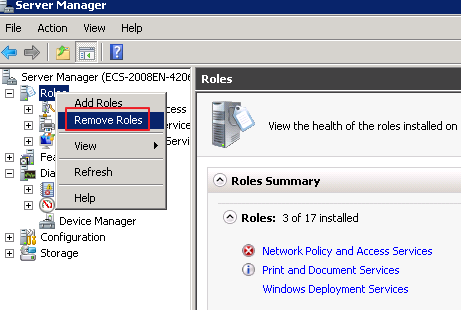 Server Manager
File Action View Help
Server Manager (ECS-2008EN-420
Roles
Roles
Add Roles
Remove Roles
View
Refresh
Help
ccess
ervice
Servi
Fea
Dia
Device Manager
Configuration
Storage
View the health of the roles installed on
Roles Summary
Roles: 3 of 17 installed
Network Policy and Access Services
Print and Document Services
Windows Deployment Services